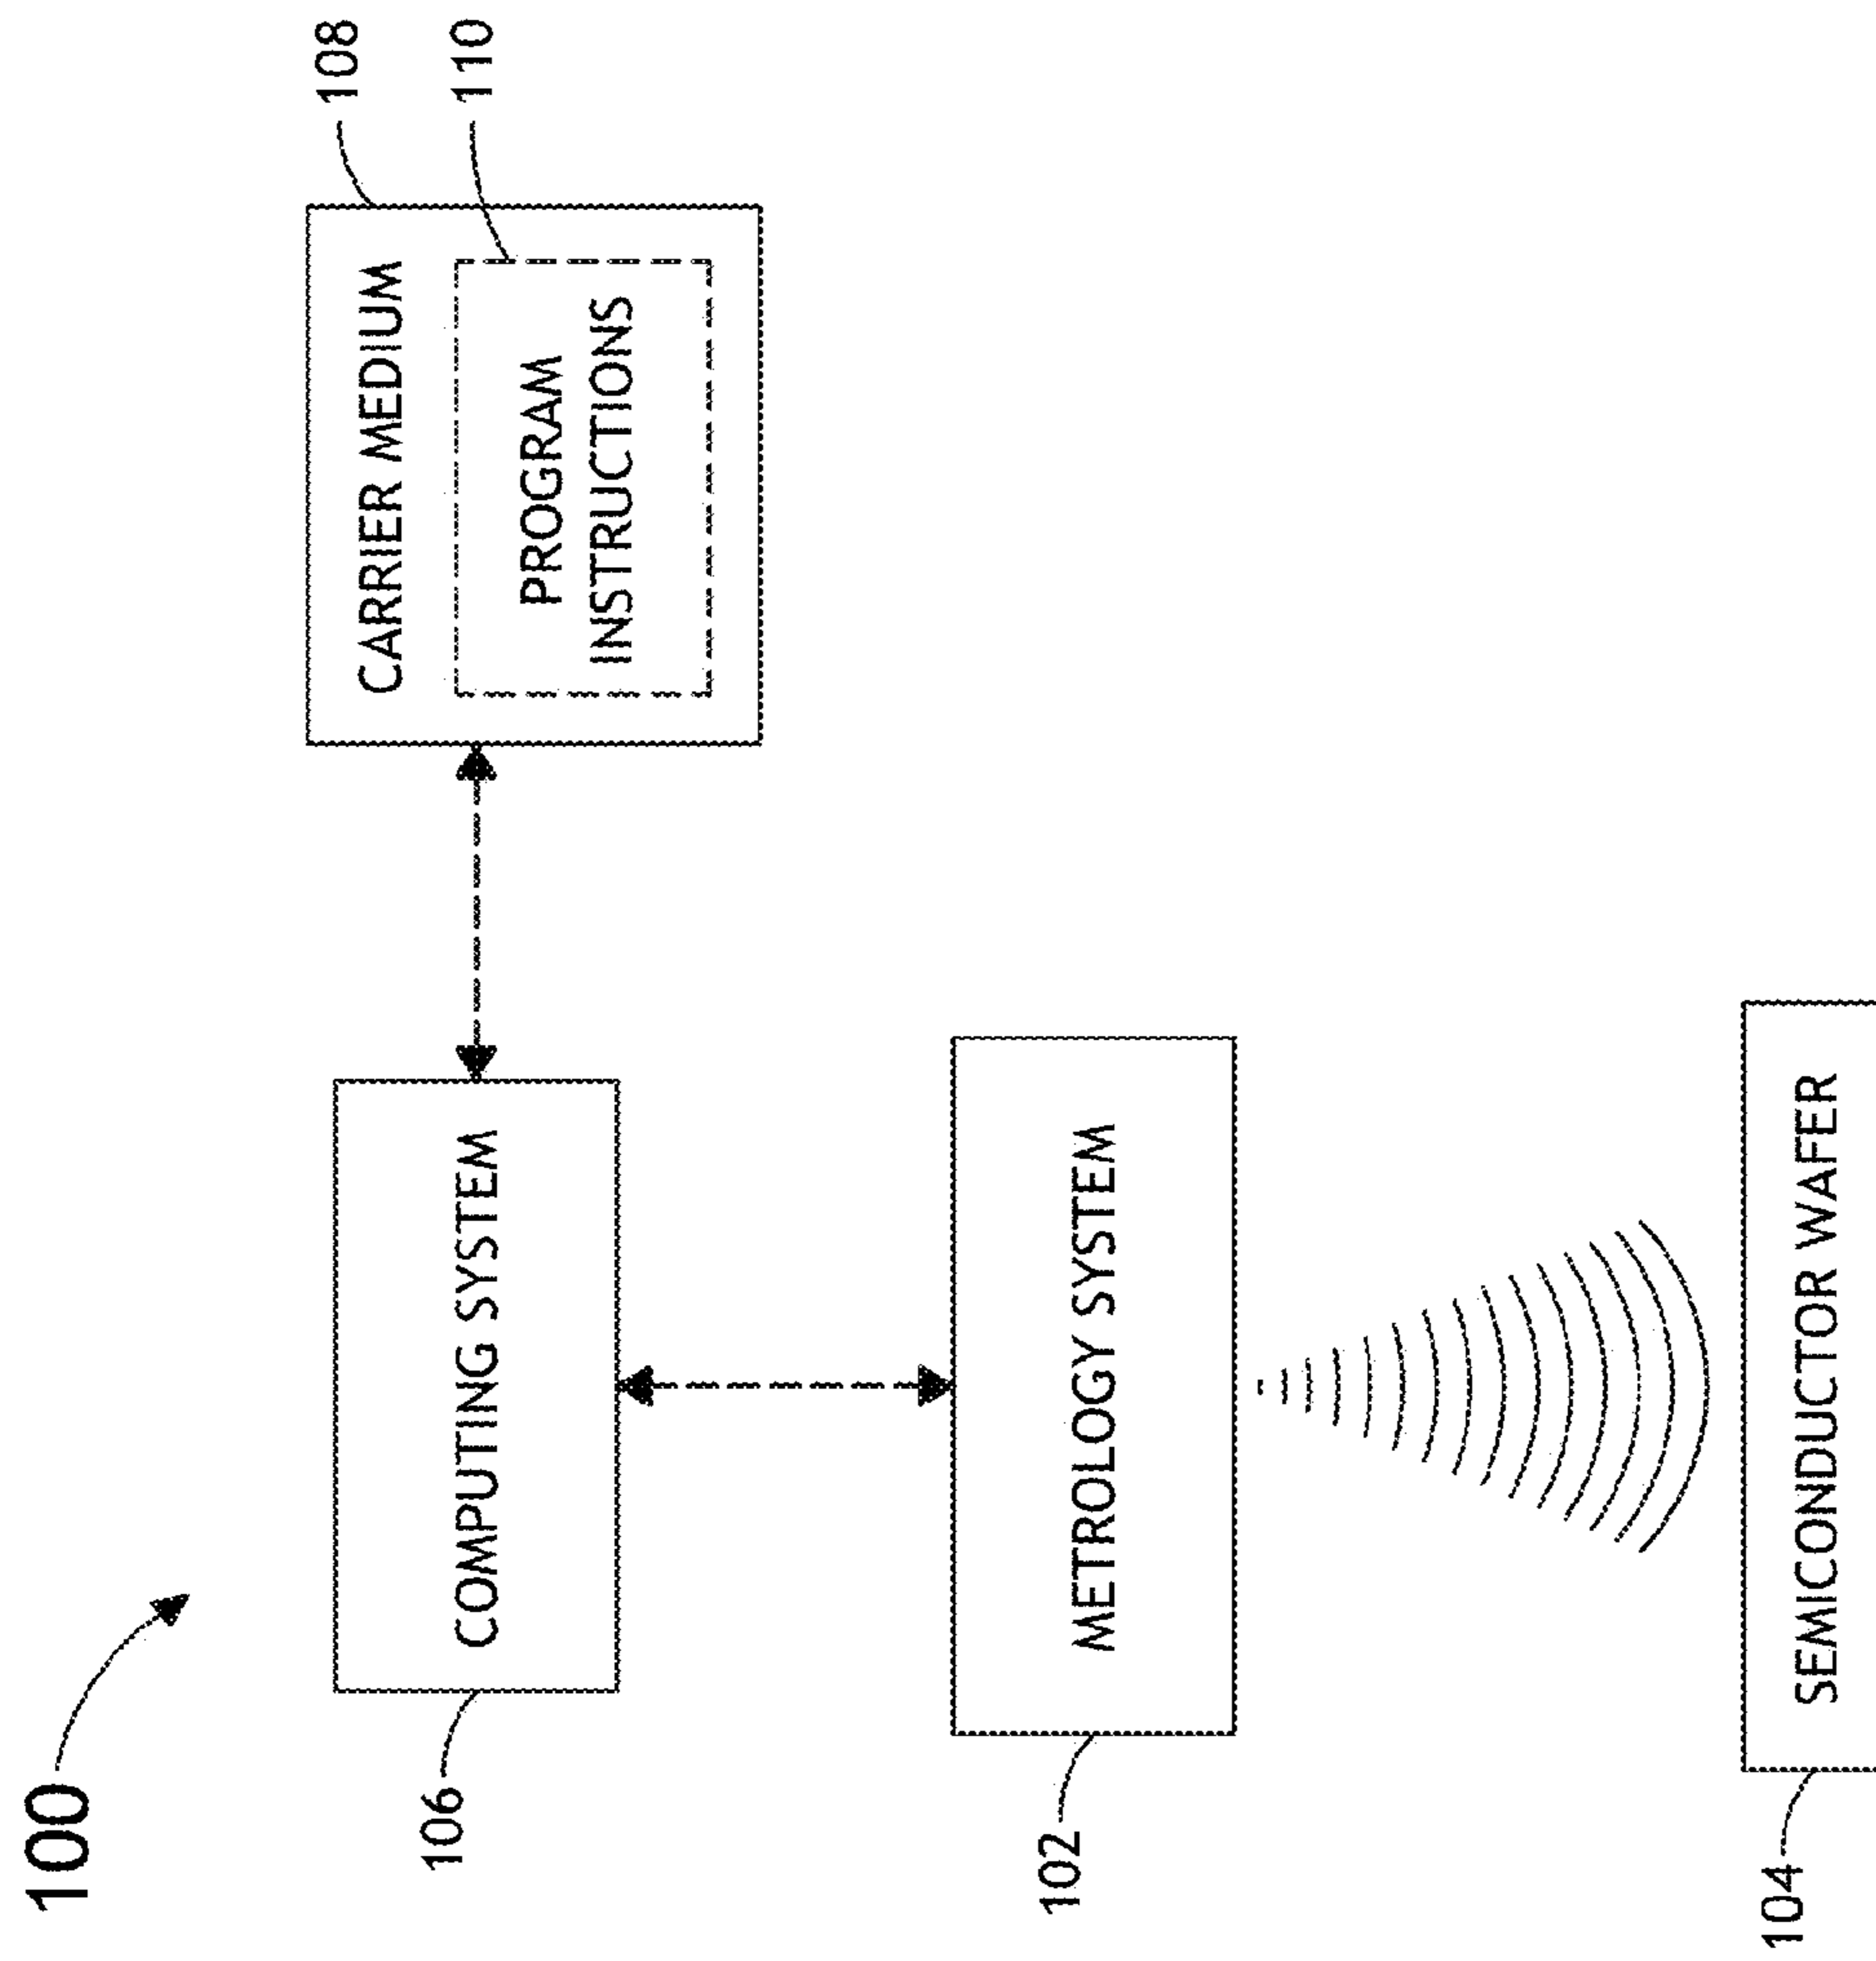 100
108
110
CARRIER MEDIUM
PROGRAM
INSTRUCTIONS
106
COMPUTING SYSTEM
102
METROLOGY SYSTEM
104
SEMICONDUCTOR WAFER